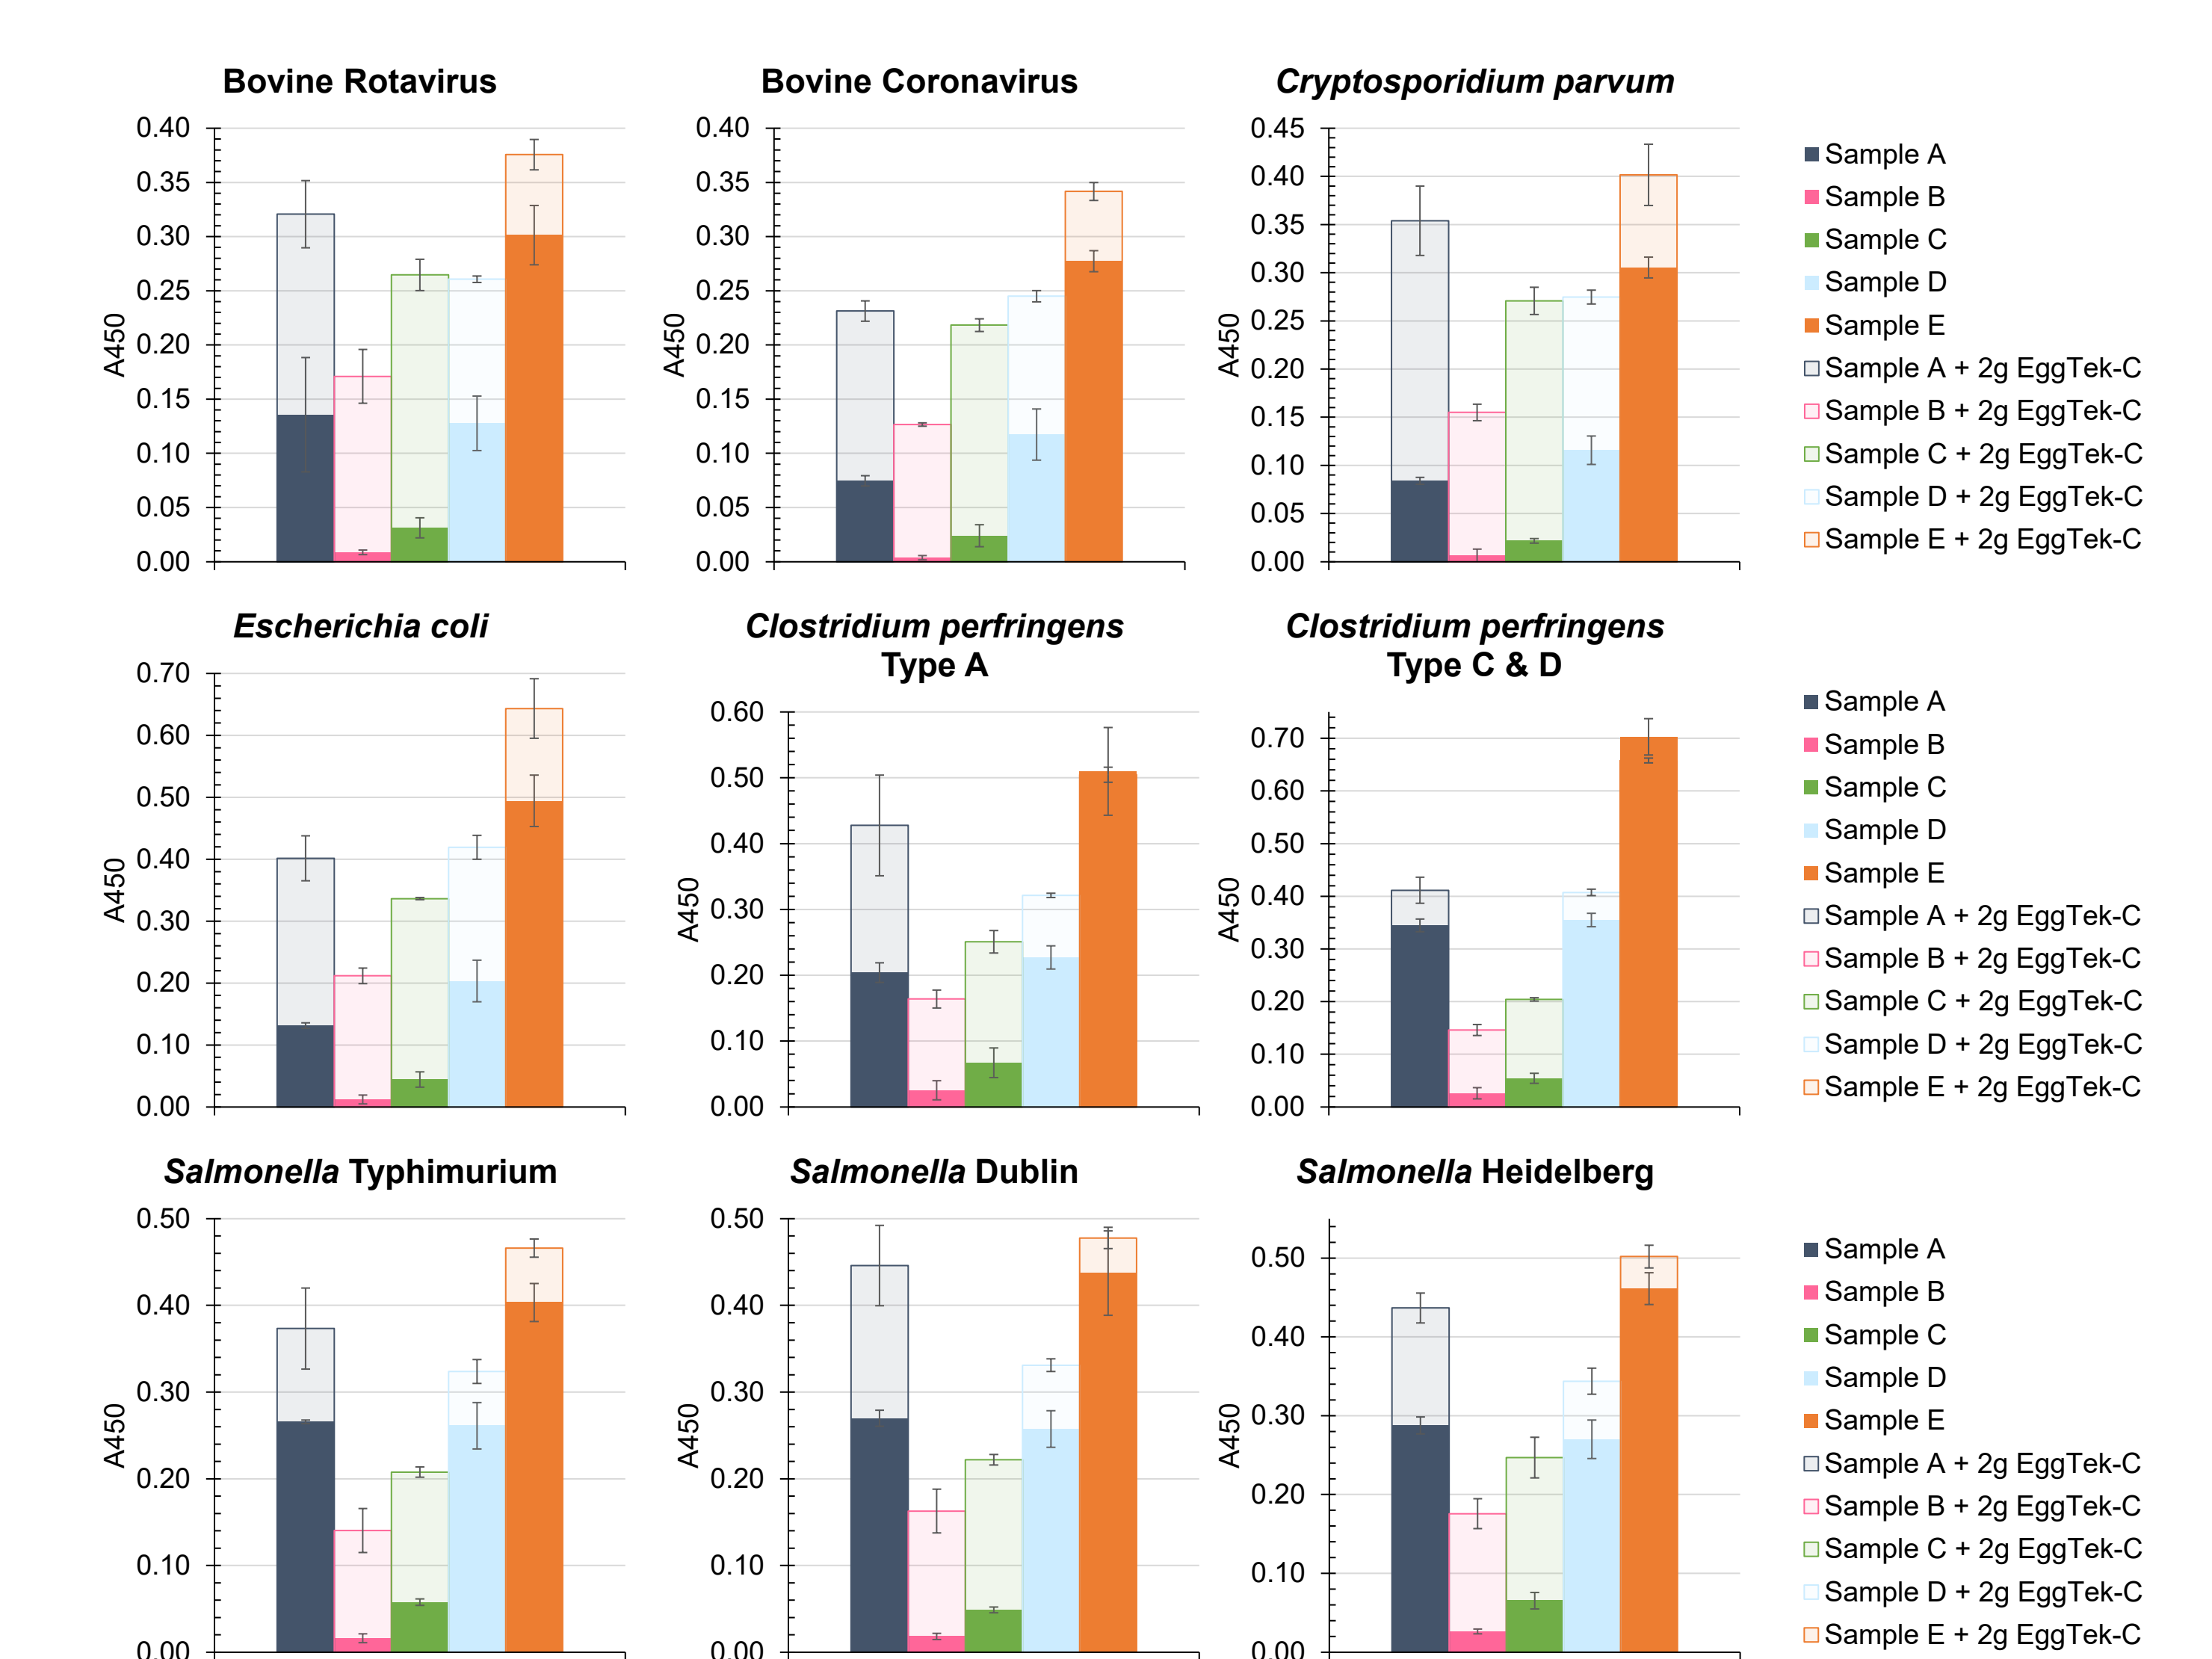 Bovine Rotavirus
Bovine Coronavirus
Cryptosporidium parvum
A450
0.40
0.35
0.30
0.25
0.20
0.15
0.10
0.05
0.00
A450
0.40
0.35
0.30
0.25
0.20
0.15
0.10
0.05
0.00
A450
0.45
0.40
0.35
0.30
0.25
0.20
0.15
0.10
0.05
0.00
Sample A
Sample B
Sample C
Sample D
Sample E
Sample A + 2g EggTek-C
Sample B + 2g EggTek-C
Sample C + 2g EggTek-C
Sample D + 2g EggTek-C
Sample E + 2g EggTek-C
Escherichia coli
Clostridium perfringens
Type A
Clostridium perfringens
Type C & D
A450
0.70
0.60
0.50
0.40
0.30
0.20
0.10
0.00
A450
0.60
0.50
0.40
0.30
0.20
0.10
0.00
A450
0.70
0.60
0.50
0.40
0.30
0.20
0.10
0.00
Sample A
Sample B
Sample C
Sample D
Sample E
Sample A + 2g EggTek-C
Sample B + 2g EggTek-C
Sample C + 2g EggTek-C
Sample D + 2g EggTek-C
Sample E + 2g EggTek-C
Salmonella Typhimurium
Salmonella Dublin
Salmonella Heidelberg
A450
0.50
0.40
0.30
0.20
0.10
0.00
A450
0.50
0.40
0.30
0.20
0.10
0.00
A450
0.50
0.40
0.30
0.20
0.10
0.00
Sample A
Sample B
Sample C
Sample D
Sample E
Sample A + 2g EggTek-C
Sample B + 2g EggTek-C
Sample C + 2g EggTek-C
Sample D + 2g EggTek-C
Sample E + 2g EggTek-C